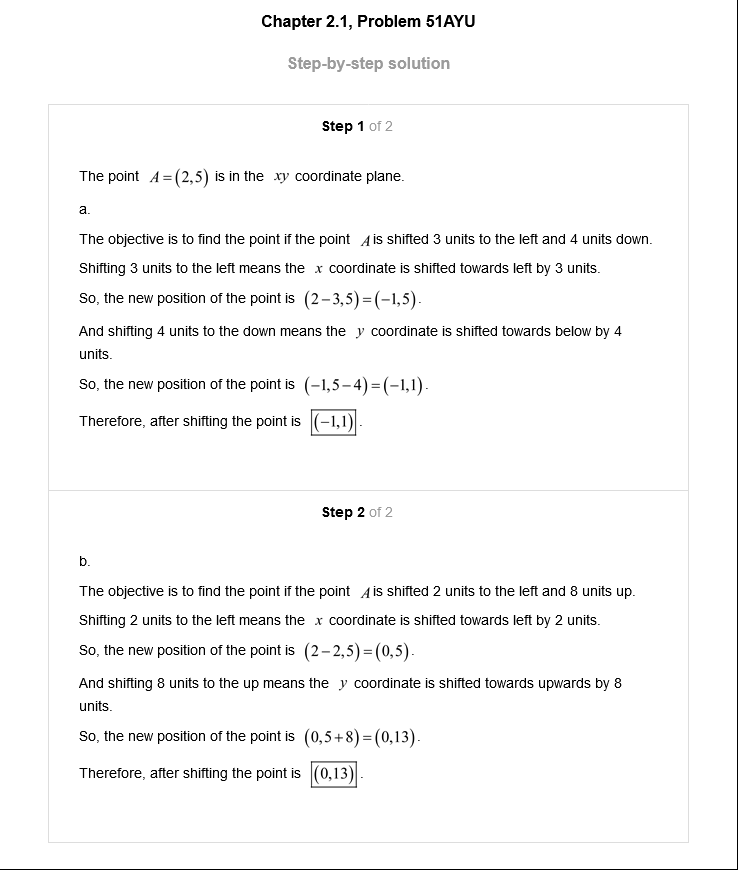 Chapter 2.1, Problem 51AYU
Step-by-step solution
Step 1 of 2
The point A=(2,5) is in the xy coordinate plane.
a.
The objective is to find the point if the point A is shifted 3 units to the left and 4 units down.
Shifting 3 units to the left means the x coordinate is shifted towards left by 3 units.
So, the new position of the point is (2−3,5)=(−1,5).
And shifting 4 units to the down means the y coordinate is shifted towards below by 4
units.
So, the new position of the point is (−1,5−4)=(−1,1).
Therefore, after shifting the point is (−1,1).
Step 2 of 2
b.
The objective is to find the point if the point A is shifted 2 units to the left and 8 units up.
Shifting 2 units to the left means the x coordinate is shifted towards left by 2 units.
So, the new position of the point is (2−2,5)=(0,5).
And shifting 8 units to the up means the y coordinate is shifted towards upwards by 8
units.
So, the new position of the point is (0,5+8)=(0,13).
Therefore, after shifting the point is (0,13).